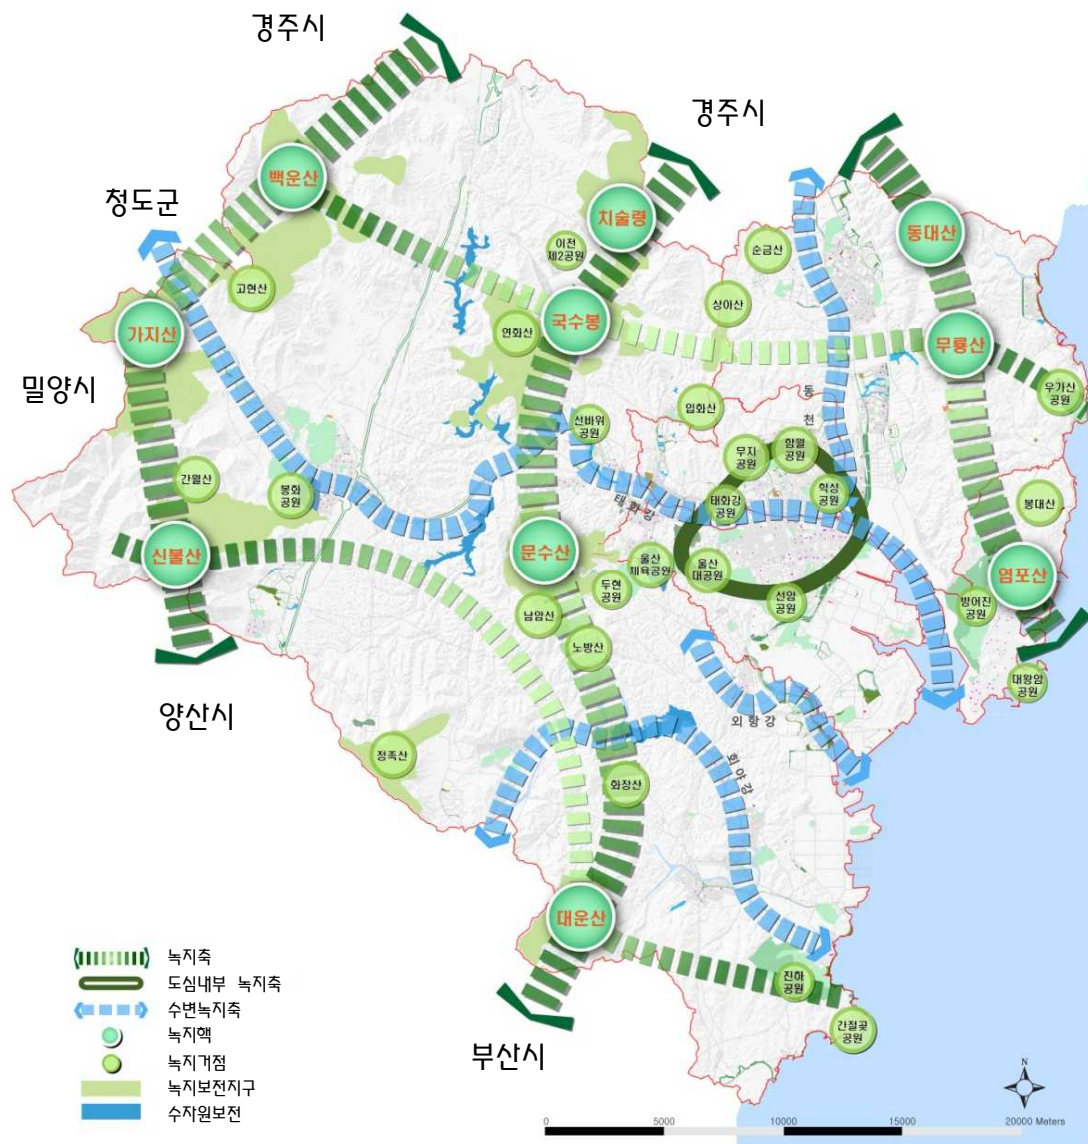 경주시
경주시
백운산
청도군
치술령
동대산
이전
제2공원
순금산
고헌산
상아산
가지산
연화산
국수봉
무룡산
밀양시
우가산
공원
입화산
동천
선바위
공원
무지
공원
함월
공원
간월산
봉화
공원
태화강
태화강
공원
학성
공원
봉대산
신불산
문수산
울산
체육공원
울산
대공원
두현
공원
선암
공원
염포산
방어진
공원
남암산
노방산
대왕암
공원
양산시
외항강
정족산
회야강
화장산
대운산
진하
공원
간절곶
공원
부산시
녹지축
도심내부 녹지축
수변녹지축
녹지핵
녹지거점
녹지보전지구
수자원보전
N
0 5000 10000 15000 20000 Meters